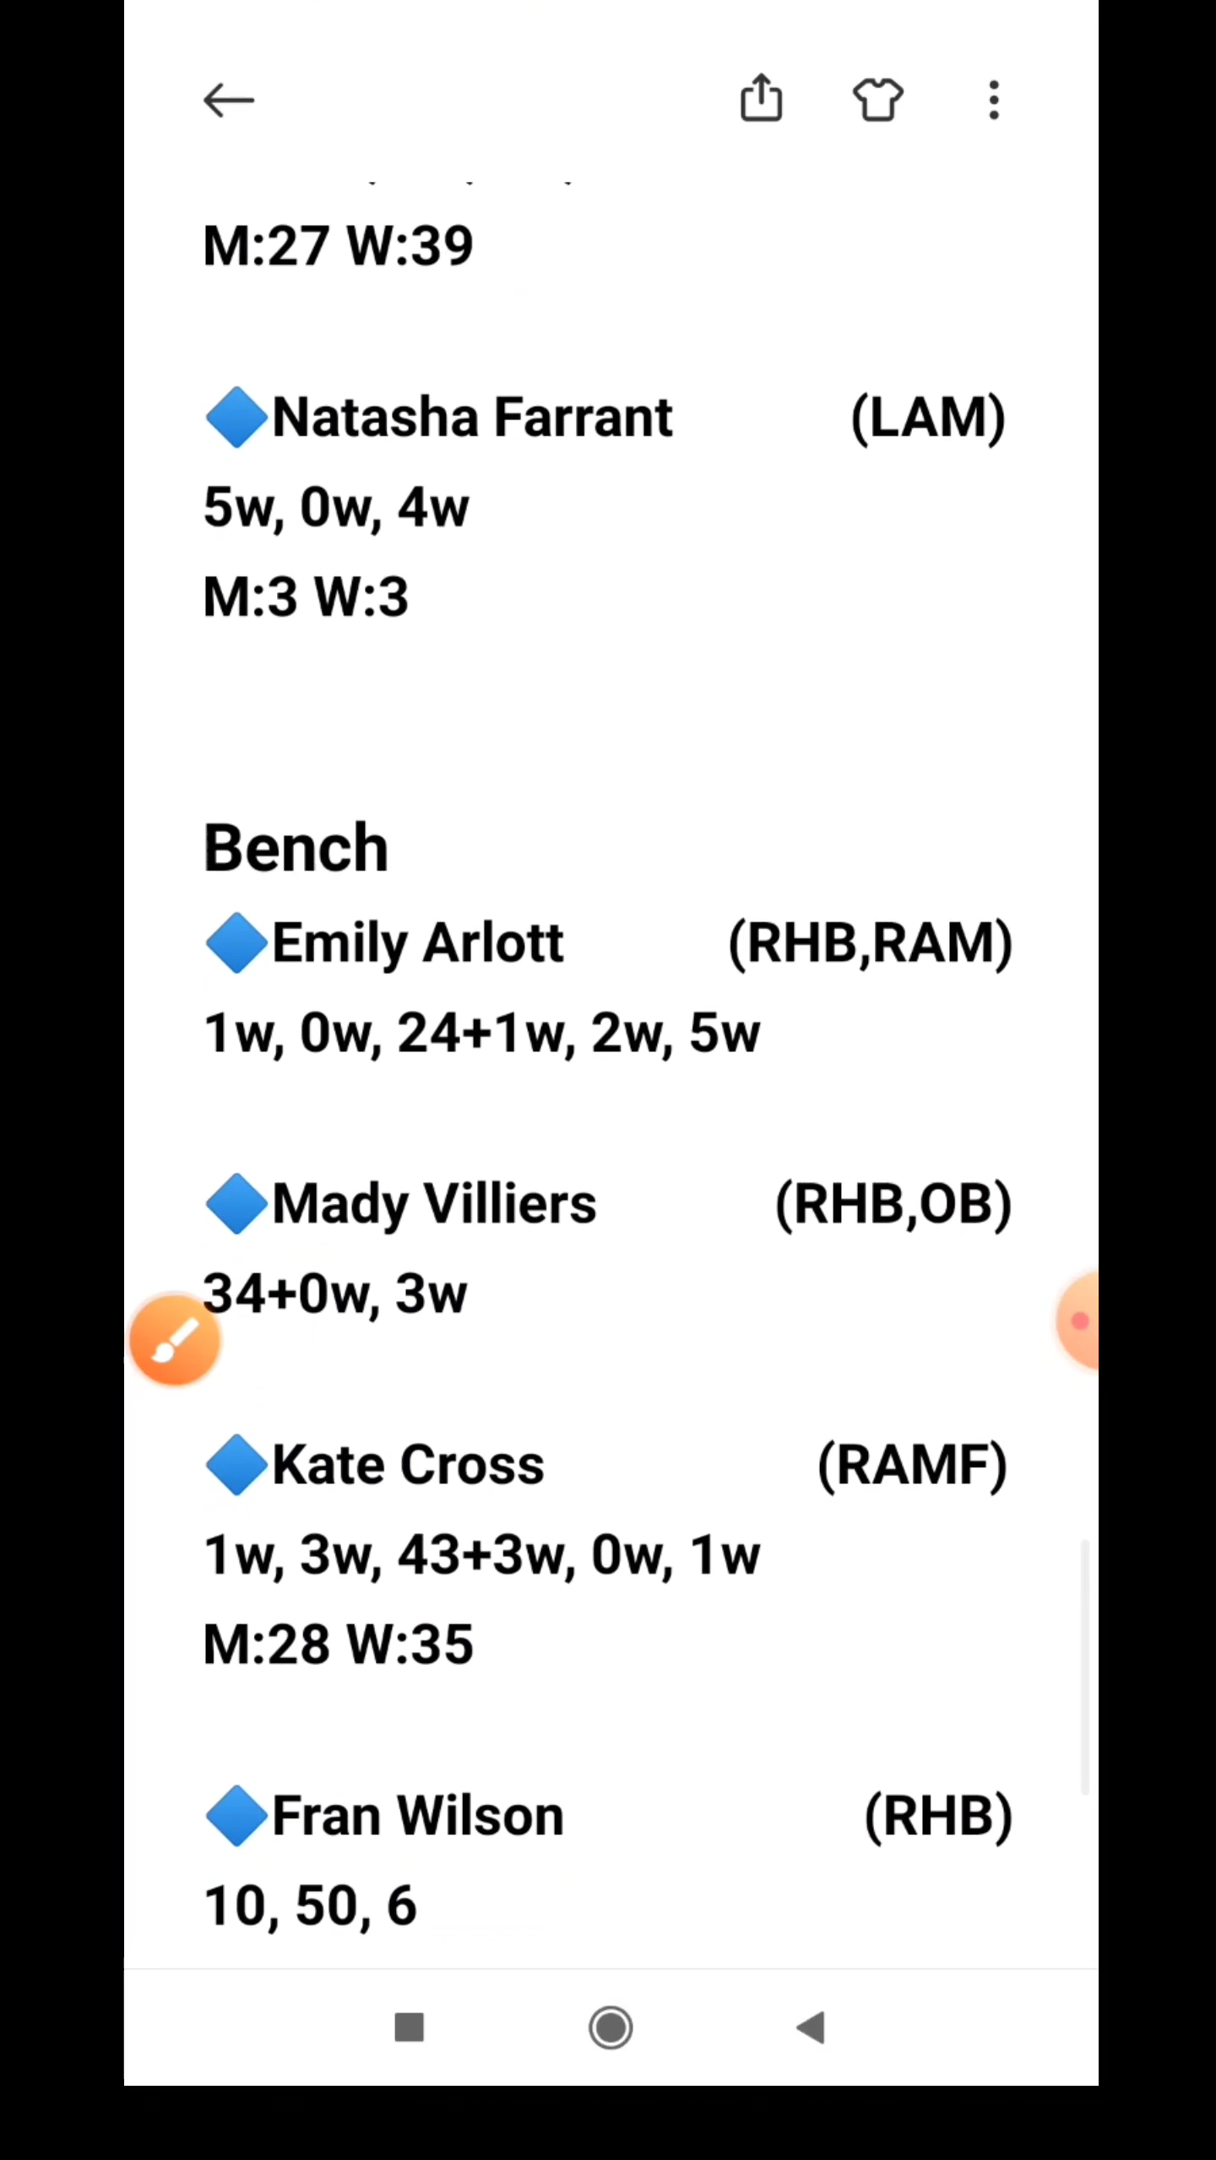 M:27 W:39
Natasha Farrant (LAM)
5w, 0w, 4w
M:3 W:3
Bench
Emily Arlott (RHB,RAM)
1w, 0w, 24+1w, 2w, 5w
Mady Villiers (RHB,OB)
34+0w, 3w
Kate Cross (RAMF)
1w, 3w, 43+3w, 0w, 1w
M:28 W:35
Fran Wilson (RHB)
10, 50, 6